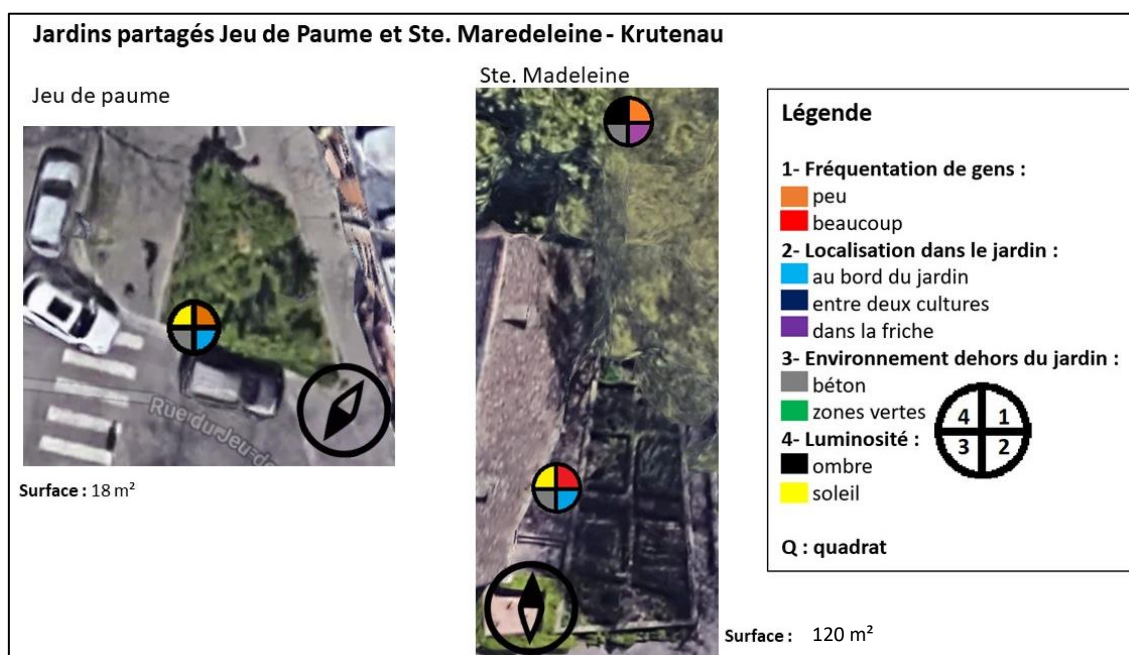 Jardins partagés Jeu de Paume et Ste. Maredeleine - Krutenau
Jeu de paume
Ste. Madeleine
Rue du Jeu-de
Surface : 18 m²
Surface : 120 m²
Légende
1- Fréquentation de gens :
peu
beaucoup
2- Localisation dans le jardin :
au bord du jardin
entre deux cultures
dans la friche
3- Environnement dehors du jardin :
béton
zones vertes
4- Luminosité :
ombre
soleil
4 1
3 2
Q : quadrat